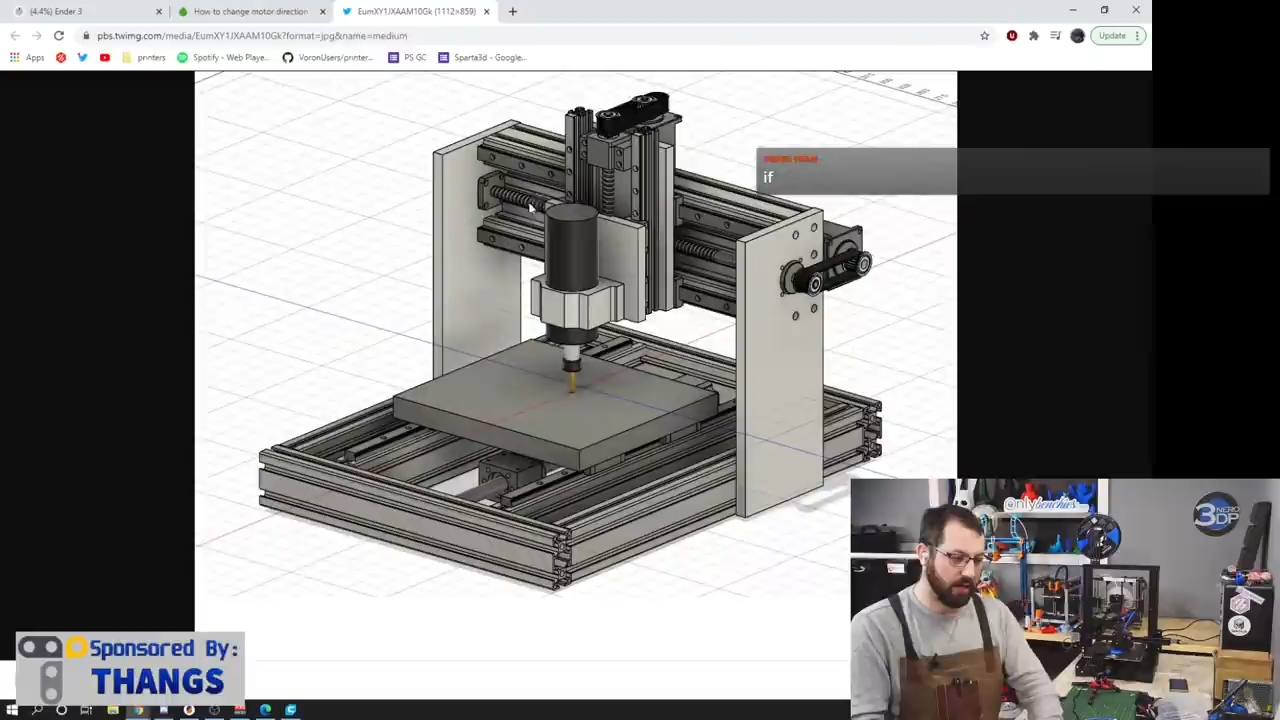 (4.4%) Ender 3
How to change motor direction
EumXY1JXAAM10Gk (1112×859)
pbs.twimg.com/media/EumXY1JXAAM10Gk?format=jpg&name=medium
Update
Apps
printers
Spotify - Web Playe...
VoronUsers/printer...
PS GC
Sparta3d - Google...
if
@nlybenchies
NERO
3DP
Sponsored By:
THANGS